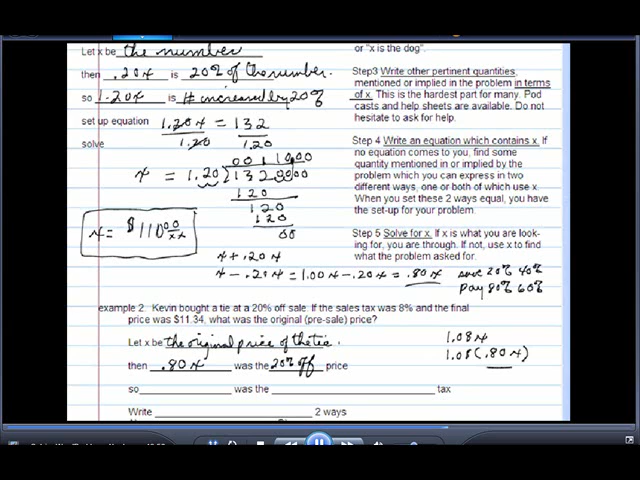 Let x be the number
then .20x is 20% of the number.
so 1.20x is # increased by 20%
set up equation 1.20x = 132
1.20 1.20
solve
0011000
x = 1.20)1320000
120
120
120
00
x = $110 00/xx
x + .20x
x - .20x = 1.00x - .20x = .80x
save 20% 40%
pay 80% 60%
or "x is the dog".
Step3 Write other pertinent quantities,
mentioned or implied in the problem in terms
of x. This is the hardest part for many. Pod
casts and help sheets are available. Do not
hesitate to ask for help.
Step 4 Write an equation which contains x. If
no equation comes to you, find some
quantity mentioned in or implied by the
problem which you can express in two
different ways, one or both of which use x.
When you set these 2 ways equal, you have
the set-up for your problem.
Step 5 Solve for x. If x is what you are look-
ing for, you are through. If not, use x to find
what the problem asked for.
example 2. Kevin bought a tie at a 20% off sale. If the sales tax was 8% and the final
price was $11.34, what was the original (pre-sale) price?
Let x be the original price of the tie.
then .80x was the 20% off price
1.08x
1.08(.80x)
so was the tax
Write 2 ways